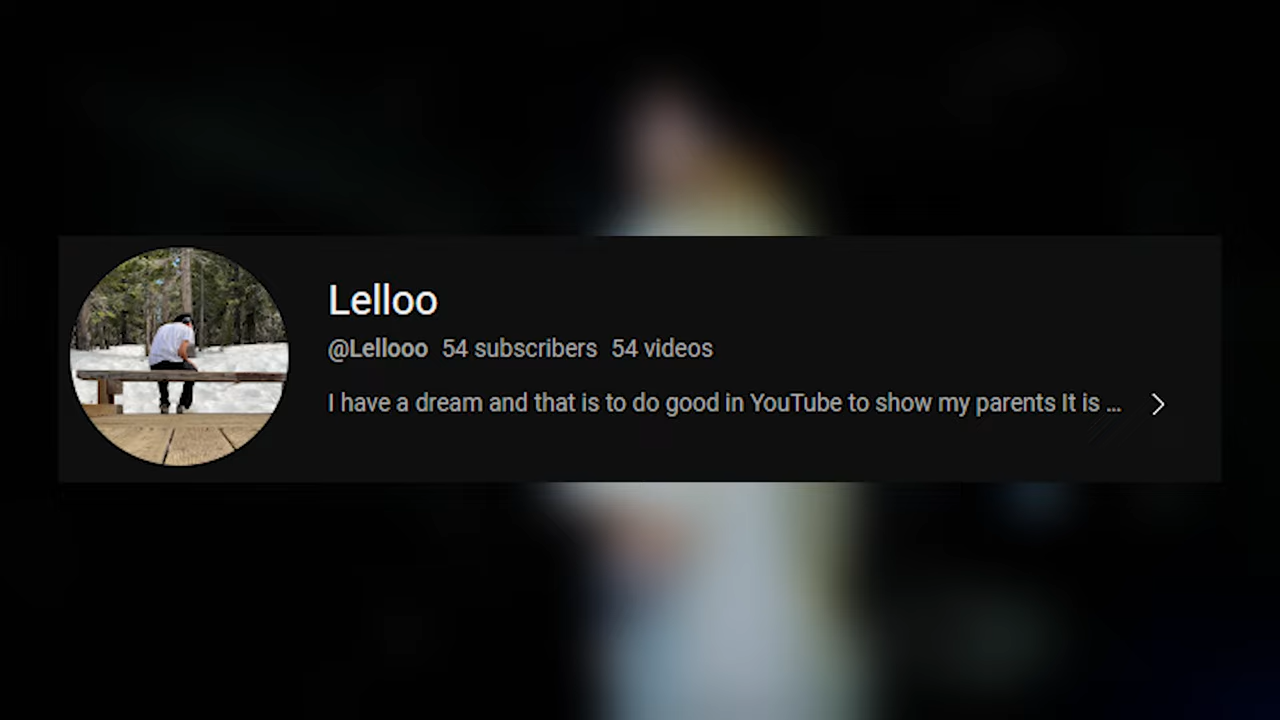 Lelloo
@Lellooo 54 subscribers 54 videos
I have a dream and that is to do good in YouTube to show my parents It is ...